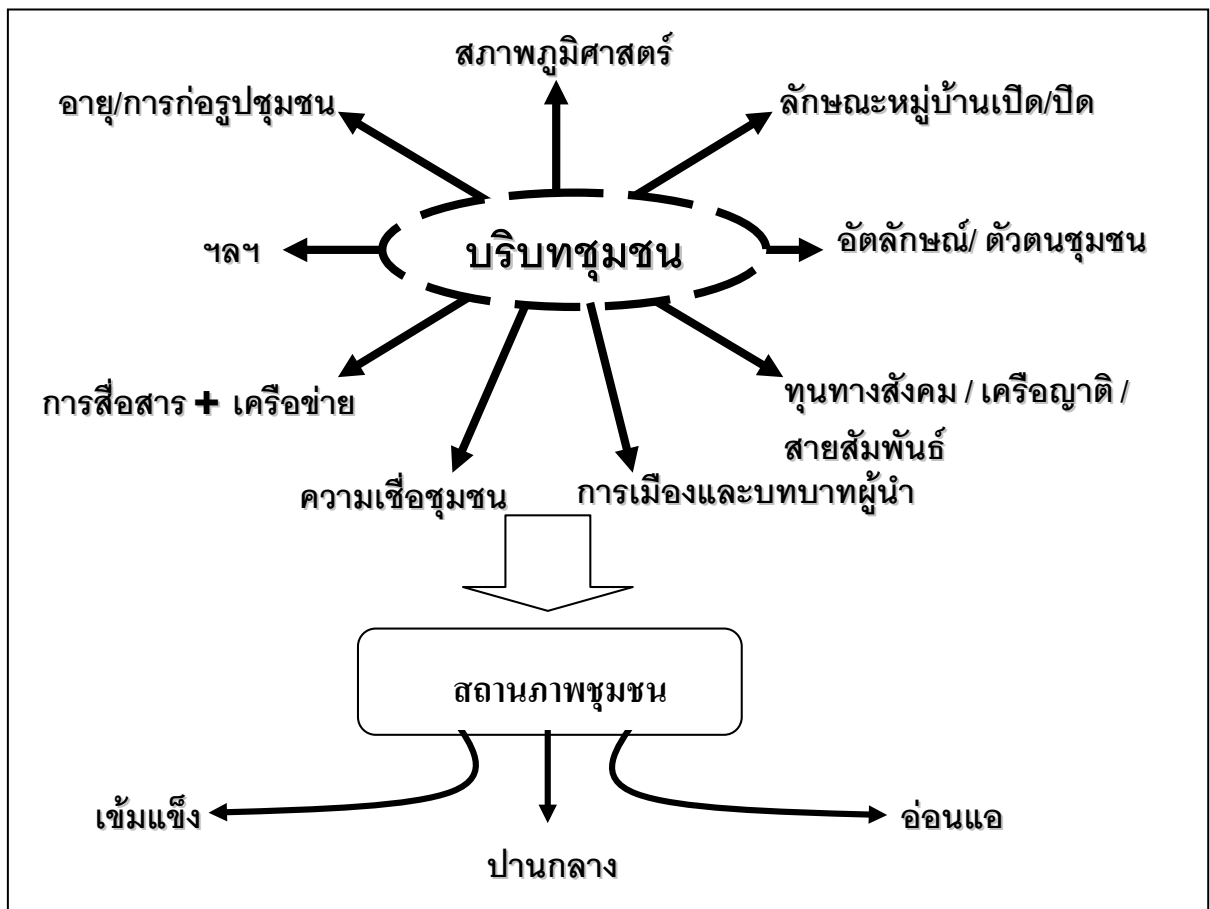 สภาพภูมิศาสตร์
อายุ/การก่อรูปชุมชน
ลักษณะหมู่บ้านเปิด/ปิด
ฯลฯ
บริบทชุมชน
อัตลักษณ์/ ตัวตนชุมชน
การสื่อสาร + เครือข่าย
ทุนทางสังคม / เครือญาติ /
สายสัมพันธ์
ความเชื่อชุมชน
การเมืองและบทบาทผู้นำ
สถานภาพชุมชน
เข้มแข็ง
อ่อนแอ
ปานกลาง